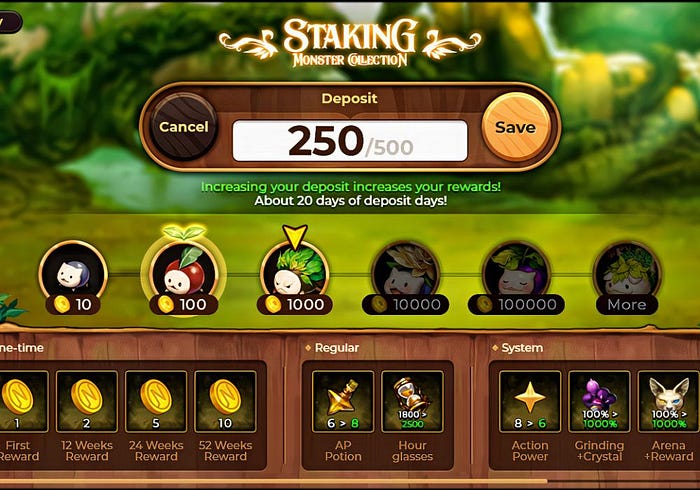 STAKING
MONSTER COLLECTION
Deposit
Cancel
250/500
Save
Increasing your deposit increases your rewards!
About 20 days of deposit days!
10
100
1000
10000
100000
More
ne-time
Regular
System
1
2
5
10
6 > 8
1800 >
2500
8 > 6
100% >
1000%
100% >
1000%
First
Reward
12 Weeks
Reward
24 Weeks
Reward
52 Weeks
Reward
AP
Potion
Hour
glasses
Action
Power
Grinding
+Crystal
Arena
+Reward